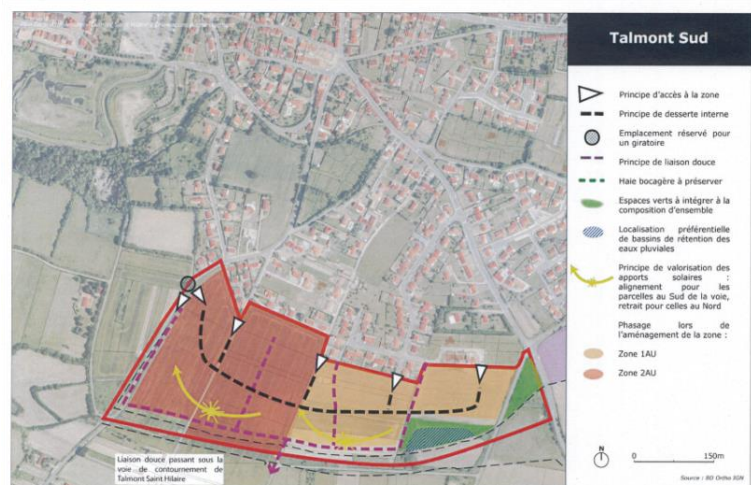 Talmont Sud
Principe d'accès à la zone
Principe de desserte interne
Emplacement réservé pour
un giratoire
Principe de liaison douce
Haie bocagère à préserver
Espaces verts à intégrer à la
composition d'ensemble
Localisation préférentielle
de bassins de rétention des
eaux pluviales
Principe de valorisation des
apports solaires :
alignement pour les
parcelles au Sud de la voie,
retrait pour celles au Nord
Phasage lors de
l'aménagement de la zone :
Zone 1AU
Zone 2AU
N
0 150m
Source : BD Ortho IGN
Liaison douce passant sous la
voie de contournement de
Talmont Saint Hilaire